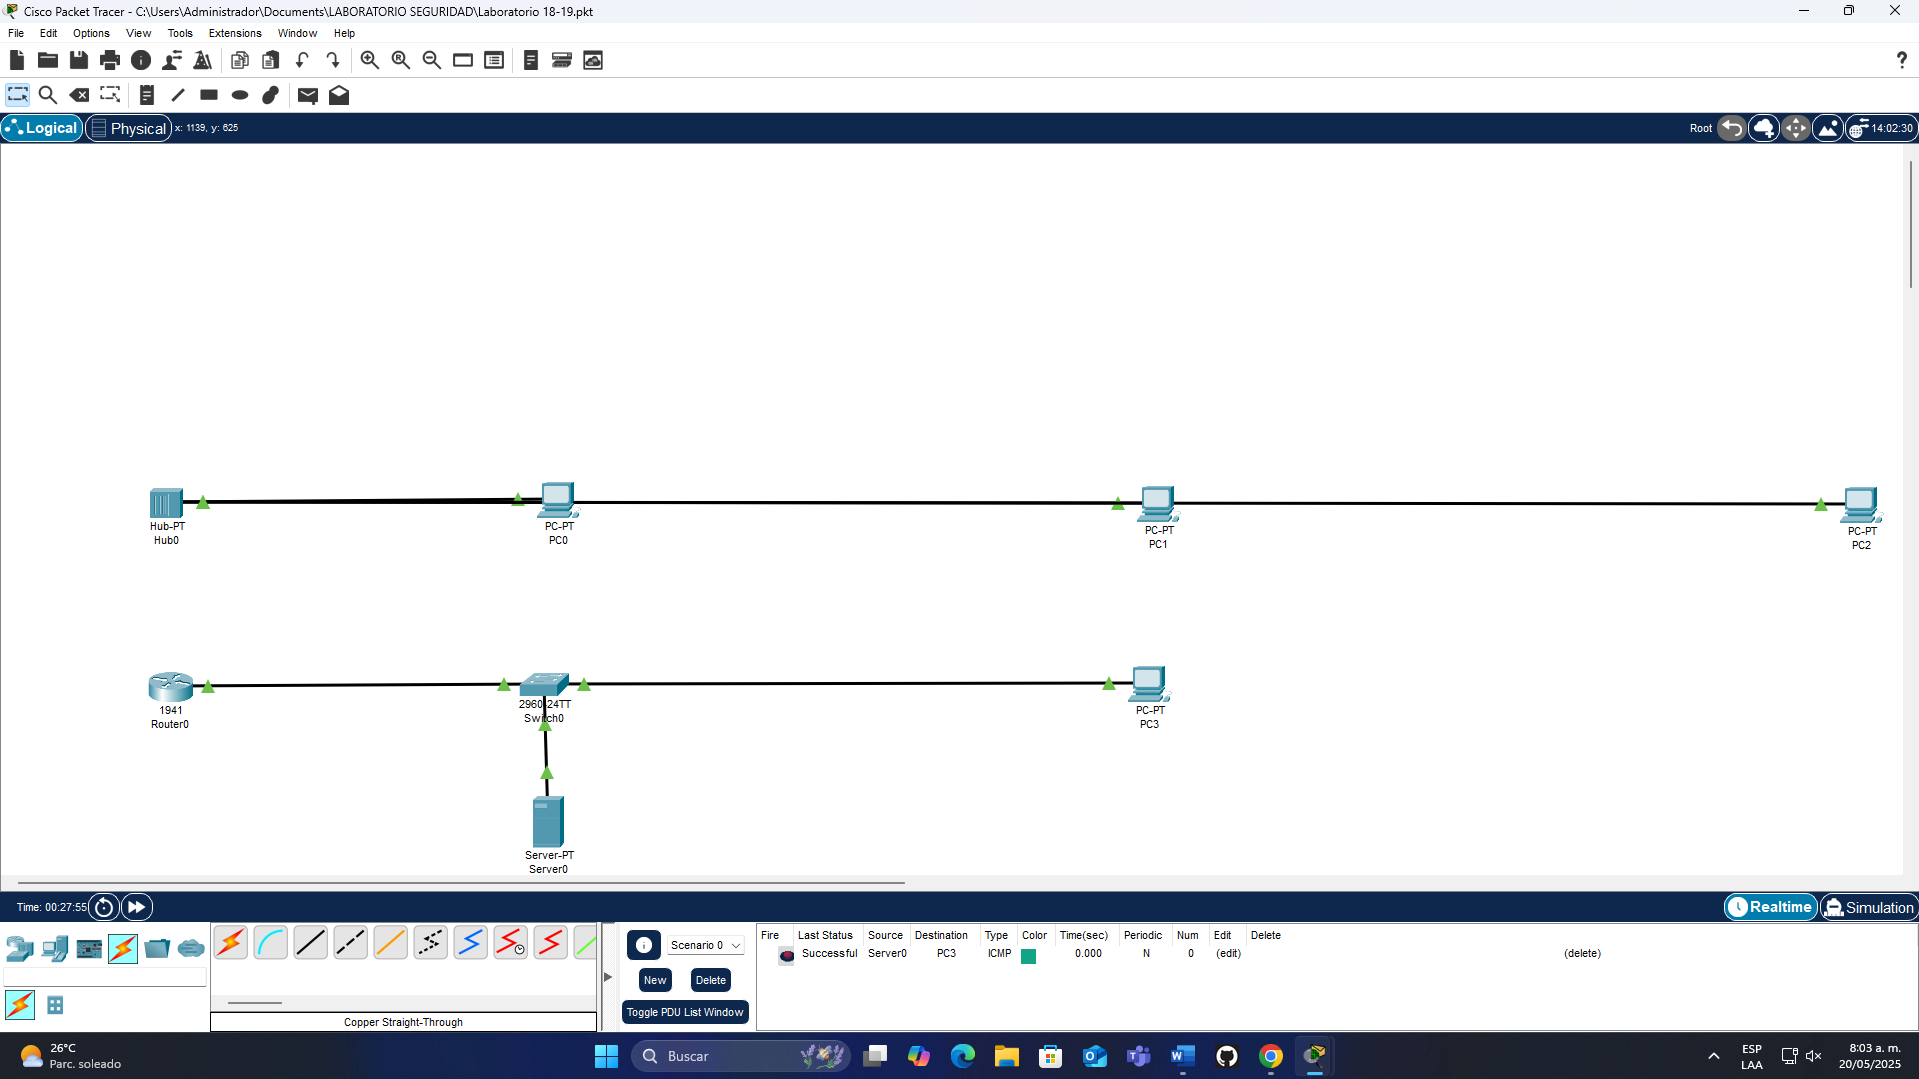 Cisco Packet Tracer - C:\Users\Administrador\Documents\LABORATORIO SEGURIDAD\Laboratorio 18-19.pkt
File Edit Options View Tools Extensions Window Help
Logical Physical x: 1139, y: 625 Root 14:02:30
Hub-PT
Hub0
PC-PT
PC0
PC-PT
PC1
PC-PT
PC2
1941
Router0
2960-24TT
Switch0
PC-PT
PC3
Server-PT
Server0
Time: 00:27:55 Realtime Simulation
Scenario 0
New Delete
Toggle PDU List Window
Fire Last Status Source Destination Type Color Time(sec) Periodic Num Edit Delete
Successful Server0 PC3 ICMP 0.000 N 0 (edit) (delete)
Copper Straight-Through
26°C
Parc. soleado
Buscar
ESP
LAA
8:03 a. m.
20/05/2025